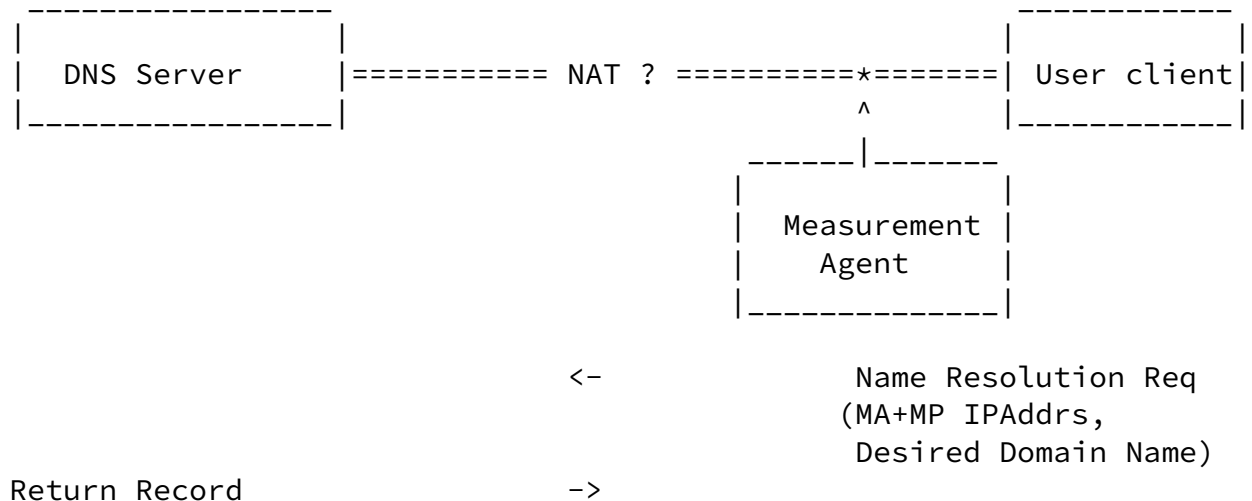 DNS Server =========== NAT ? ==========*======= User client
^
Measurement
Agent
<- Name Resolution Req
(MA+MP IPAddrs,
Desired Domain Name)
Return Record ->